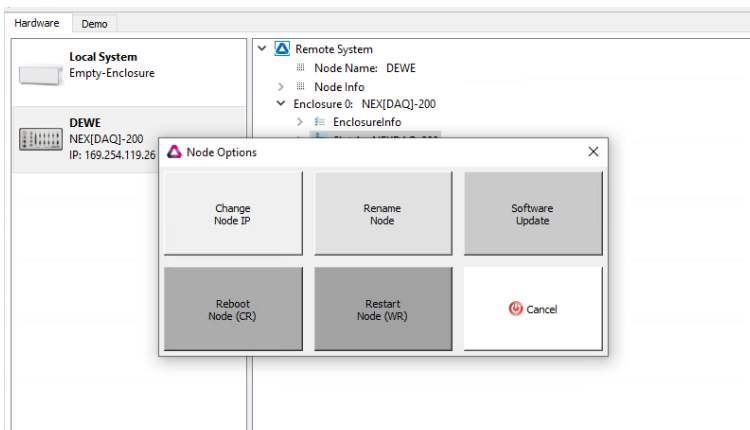 Hardware
Demo
Local System
Empty-Enclosure
DEWE
NEX[DAQ]-200
IP: 169.254.119.26
Remote System
Node Name: DEWE
Node Info
Enclosure 0: NEX[DAQ]-200
EnclosureInfo
Node Options
Change
Node IP
Rename
Node
Software
Update
Reboot
Node (CR)
Restart
Node (WR)
Cancel